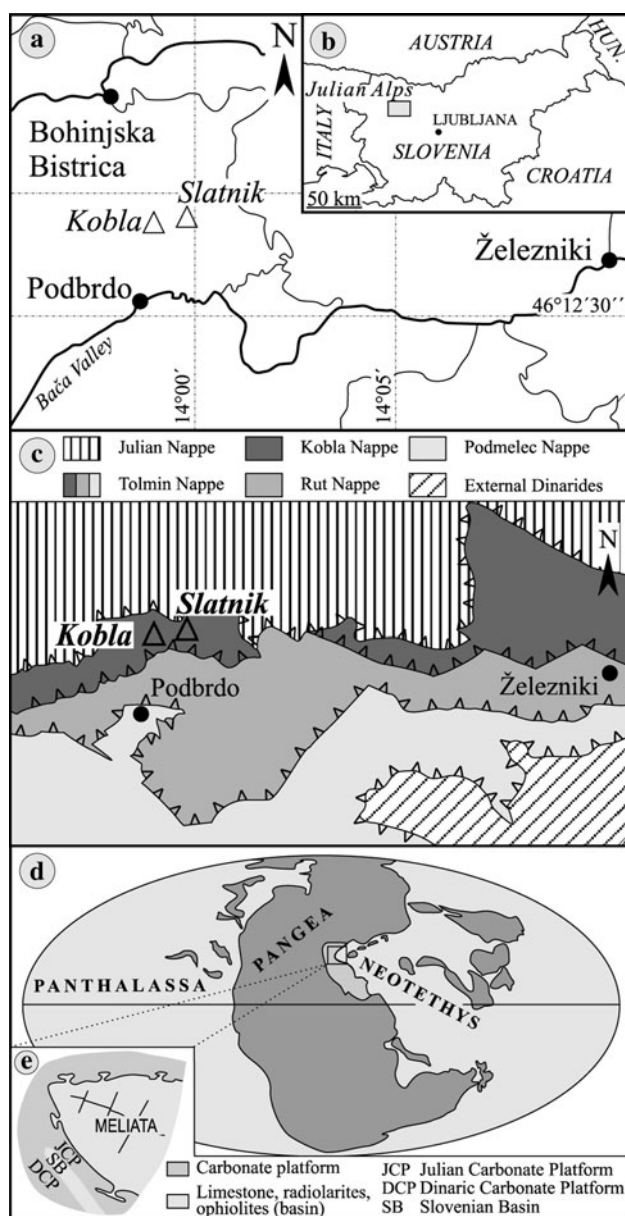 a
N
Bohinjska
Bistrica
Kobla
Slatnik
Podbrdo
Železniki
46°12´30´´
Bača Valley
14°00´
14°05´
b
AUSTRIA
HUN.
Julian Alps
LJUBLJANA
ITALY
SLOVENIA
CROATIA
50 km
c
Julian Nappe
Kobla Nappe
Podmelec Nappe
Tolmin Nappe
Rut Nappe
External Dinarides
N
Slatnik
Kobla
Podbrdo
Železniki
d
PANGEA
PANTHALASSA
NEOTETHYS
e
MELIATA
JCP
SB
DCP
Carbonate platform
Limestone, radiolarites,
ophiolites (basin)
JCP Julian Carbonate Platform
DCP Dinaric Carbonate Platform
SB Slovenian Basin